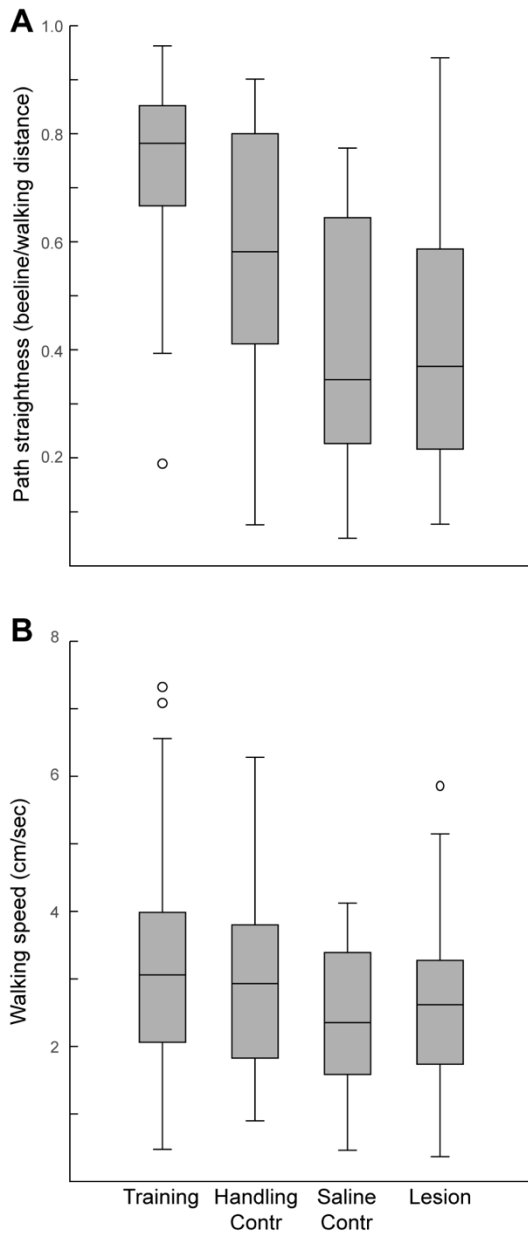 A
Path straightness (beeline/walking distance)
1.0
0.8
0.6
0.4
0.2
B
Walking speed (cm/sec)
8
6
4
2
Training Handling Saline Lesion
Contr Contr